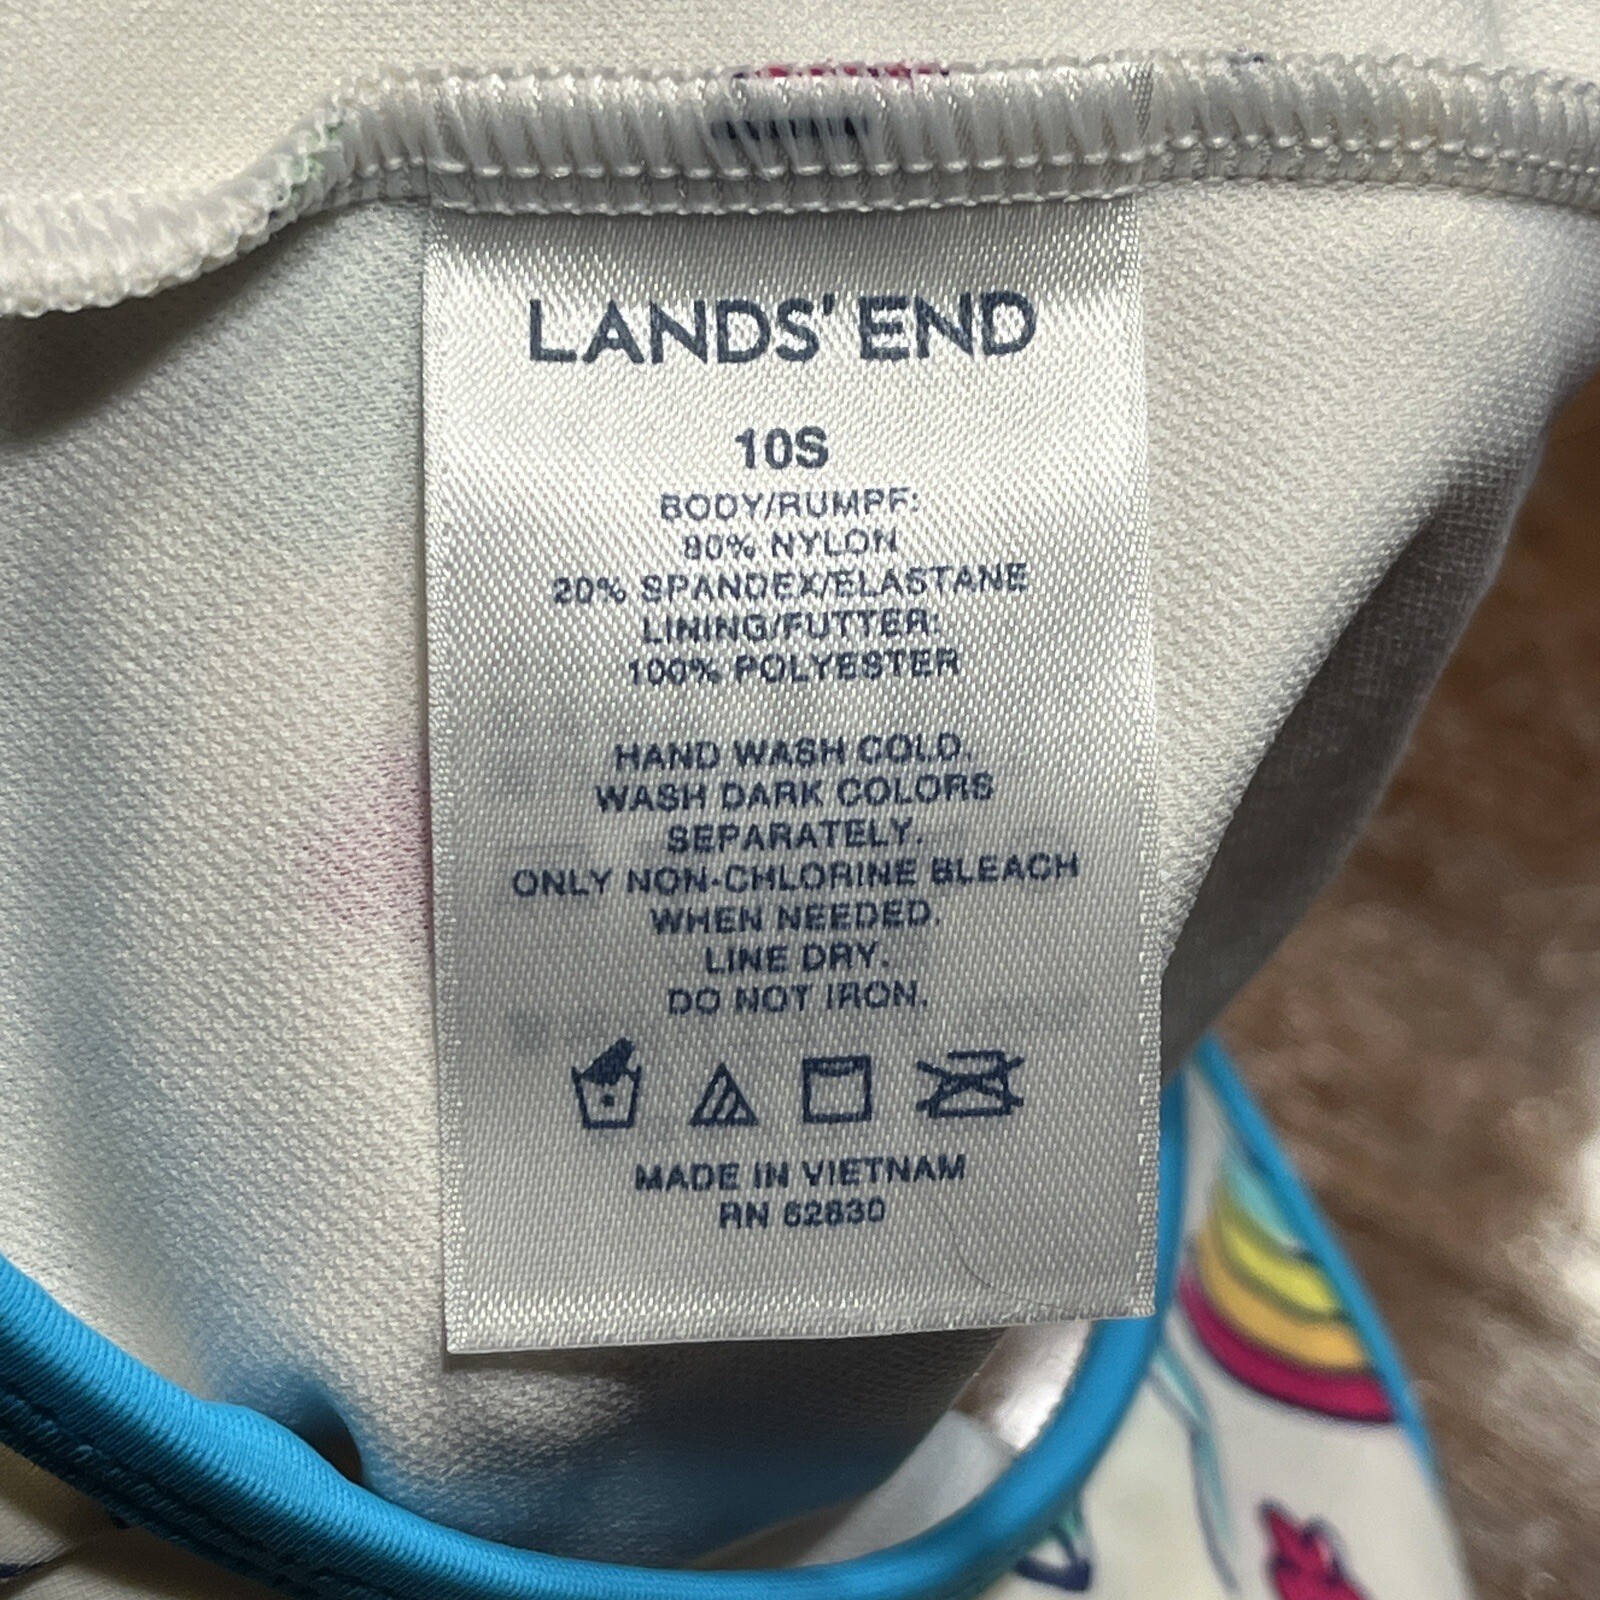 LANDS' END
10S
BODY/RUMPF:
80% NYLON
20% SPANDEX/ELASTANE
LINING/FUTTER:
100% POLYESTER
HAND WASH COLD.
WASH DARK COLORS
SEPARATELY.
ONLY NON-CHLORINE BLEACH
WHEN NEEDED.
LINE DRY.
DO NOT IRON.
MADE IN VIETNAM
RN 62830